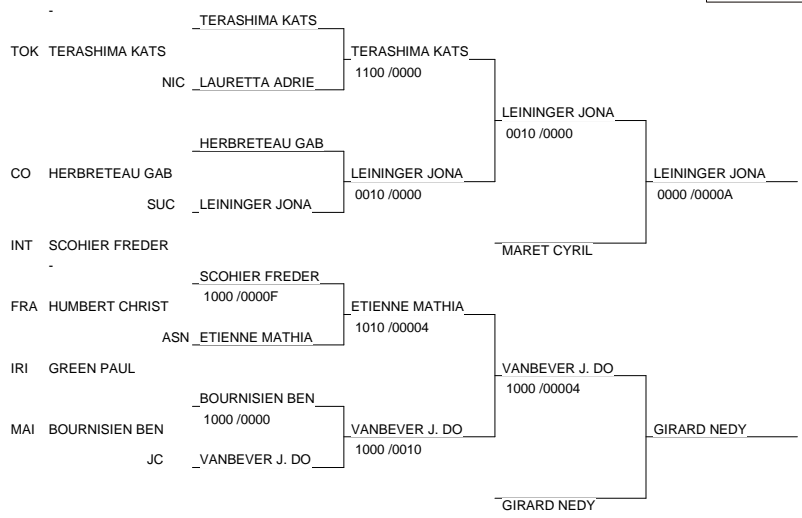 -
TERASHIMA KATS
TOK TERASHIMA KATS
TERASHIMA KATS
1100 /0000
NIC LAURETTA ADRIE
LEININGER JONA
0010 /0000
HERBRETEAU GAB
CO HERBRETEAU GAB
LEININGER JONA
0010 /0000
LEININGER JONA
0000 /0000A
SUC LEININGER JONA
INT SCOHIER FREDER
MARET CYRIL
-
SCOHIER FREDER
1000 /0000F
FRA HUMBERT CHRIST
ETIENNE MATHIA
1010 /00004
ASN ETIENNE MATHIA
IRI GREEN PAUL
VANBEVER J. DO
1000 /00004
BOURNISIEN BEN
1000 /0000
MAI BOURNISIEN BEN
VANBEVER J. DO
1000 /0010
GIRARD NEDY
JC VANBEVER J. DO
GIRARD NEDY